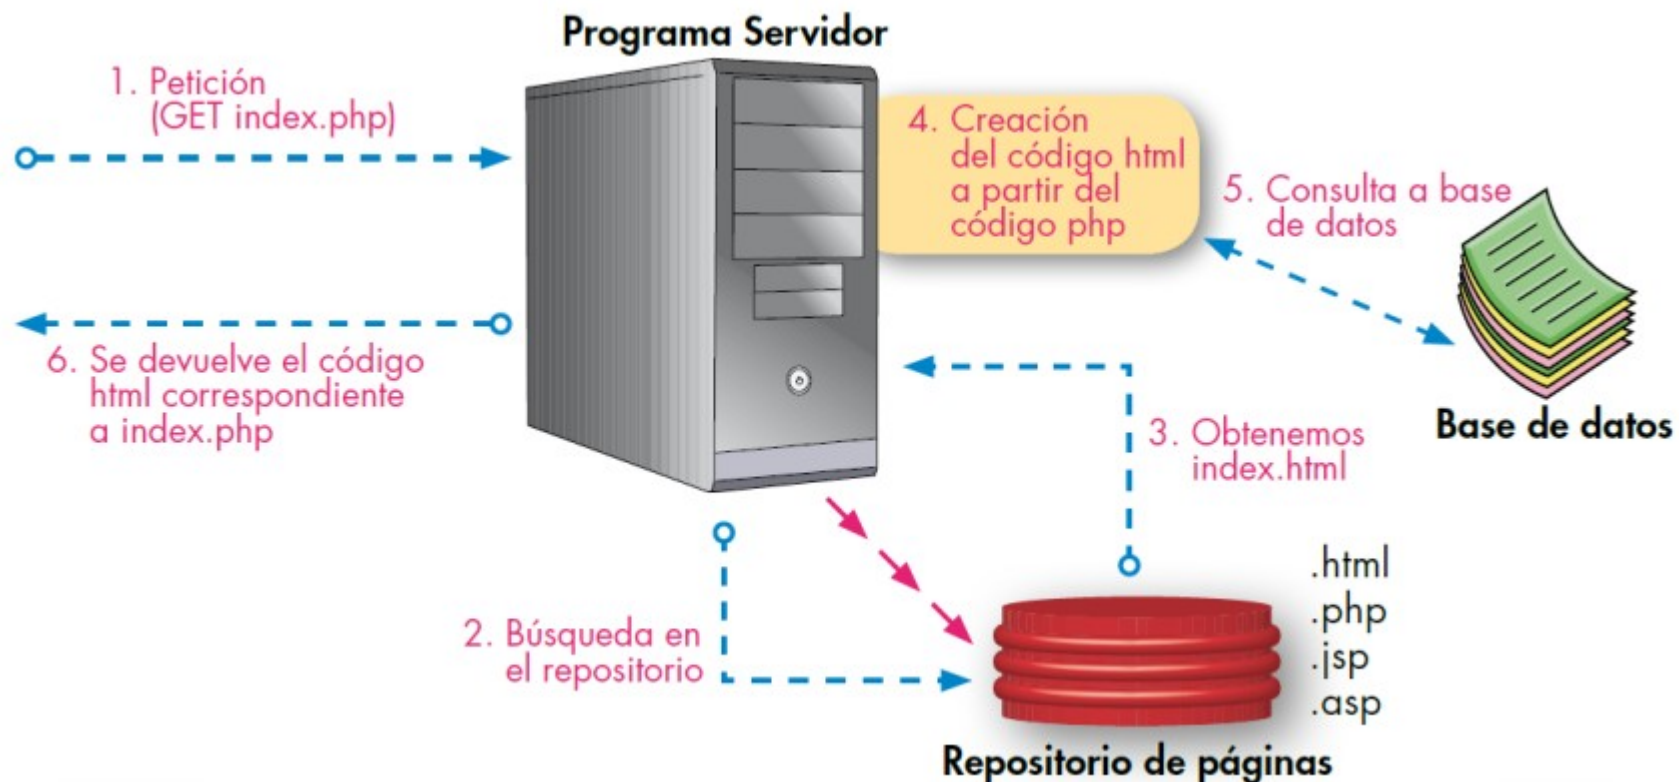 Programa Servidor
1. Petición
(GET index.php)
4. Creación
del código html
a partir del
código php
5. Consulta a base
de datos
6. Se devuelve el código
html correspondiente
a index.php
Base de datos
3. Obtenemos
index.html
2. Búsqueda en
el repositorio
.html
.php
.jsp
.asp
Repositorio de páginas